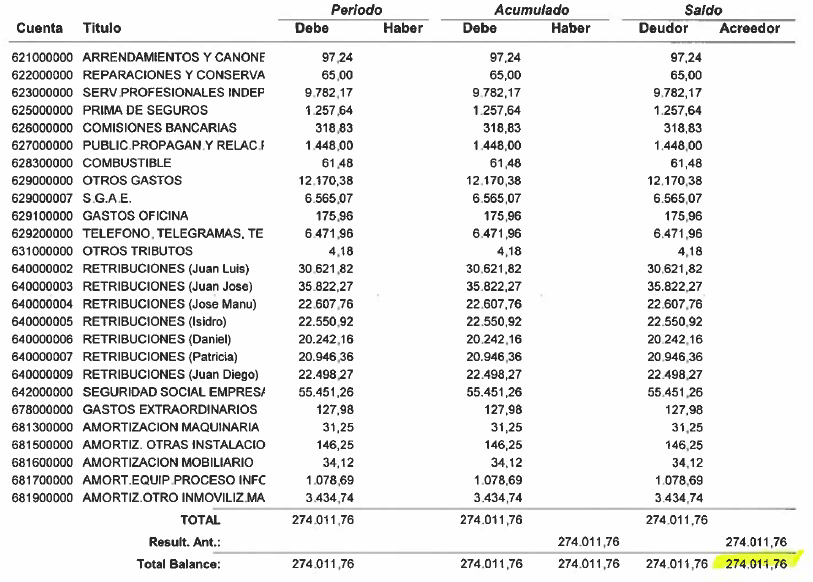 Periodo Acumulado Saldo
Cuenta Titulo Debe Haber Debe Haber Deudor Acreedor
621000000 ARRENDAMIENTOS Y CANONE 97,24 97,24 97,24
622000000 REPARACIONES Y CONSERVA 65,00 65,00 65,00
623000000 SERV.PROFESIONALES INDEP 9.782,17 9.782,17 9.782,17
625000000 PRIMA DE SEGUROS 1.257,64 1.257,64 1.257,64
626000000 COMISIONES BANCARIAS 318,83 318,83 318,83
627000000 PUBLIC.PROPAGAN.Y RELAC.F 1.448,00 1.448,00 1.448,00
628300000 COMBUSTIBLE 61,48 61,48 61,48
629000000 OTROS GASTOS 12.170,38 12.170,38 12.170,38
629000007 S.G.A.E. 6.565,07 6.565,07 6.565,07
629100000 GASTOS OFICINA 175,96 175,96 175,96
629200000 TELEFONO, TELEGRAMAS, TE 6.471,96 6.471,96 6.471,96
631000000 OTROS TRIBUTOS 4,18 4,18 4,18
640000002 RETRIBUCIONES (Juan Luis) 30.621,82 30.621,82 30.621,82
640000003 RETRIBUCIONES (Juan Jose) 35.822,27 35.822,27 35.822,27
640000004 RETRIBUCIONES (Jose Manu) 22.607,76 22.607,76 22.607,76
640000005 RETRIBUCIONES (Isidro) 22.550,92 22.550,92 22.550,92
640000006 RETRIBUCIONES (Daniel) 20.242,16 20.242,16 20.242,16
640000007 RETRIBUCIONES (Patricia) 20.946,36 20.946,36 20.946,36
640000009 RETRIBUCIONES (Juan Diego) 22.498,27 22.498,27 22.498,27
642000000 SEGURIDAD SOCIAL EMPRESA 55.451,26 55.451,26 55.451,26
678000000 GASTOS EXTRAORDINARIOS 127,98 127,98 127,98
681300000 AMORTIZACION MAQUINARIA 31,25 31,25 31,25
681500000 AMORTIZ. OTRAS INSTALACIO 146,25 146,25 146,25
681600000 AMORTIZACION MOBILIARIO 34,12 34,12 34,12
681700000 AMORT.EQUIP.PROCESO INFC 1.078,69 1.078,69 1.078,69
681900000 AMORTIZ.OTRO INMOVILIZ.MA 3.434,74 3.434,74 3.434,74
TOTAL 274.011,76 274.011,76 274.011,76
Result. Ant.: 274.011,76 274.011,76
Total Balance: 274.011,76 274.011,76 274.011,76 274.011,76 274.011,76